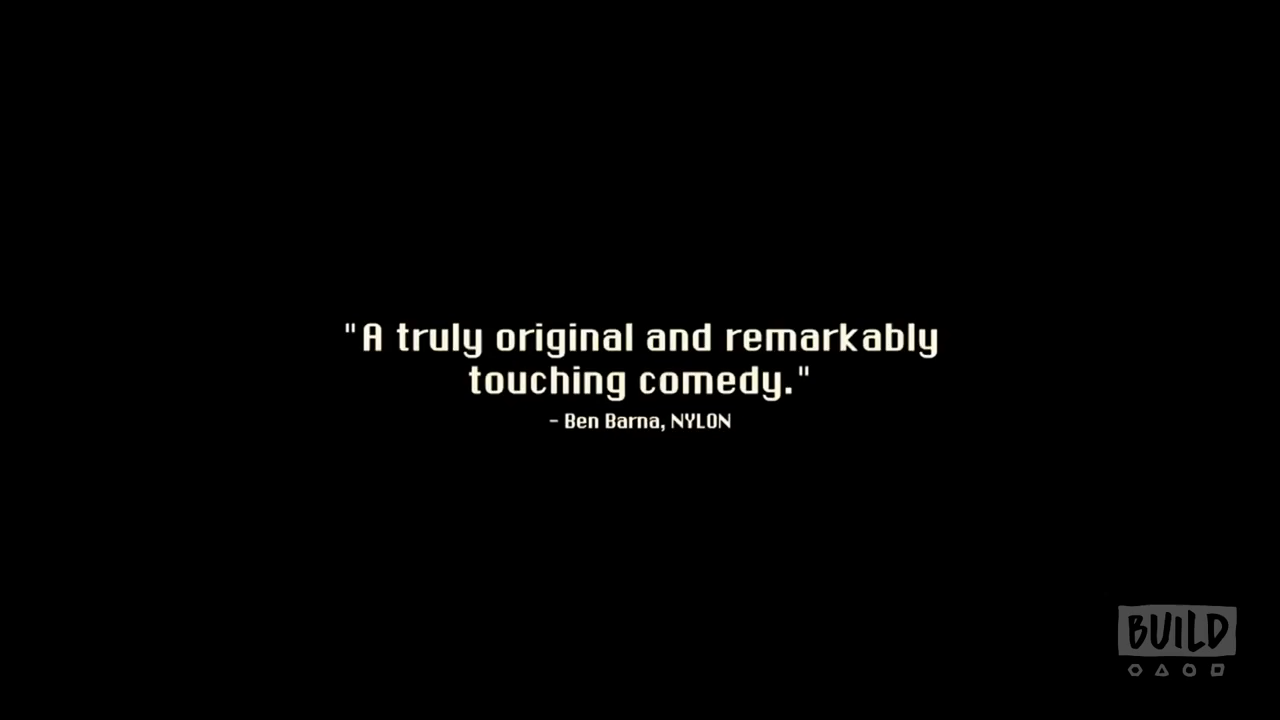 "A truly original and remarkably
touching comedy."
- Ben Barna, NYLON
BUILD